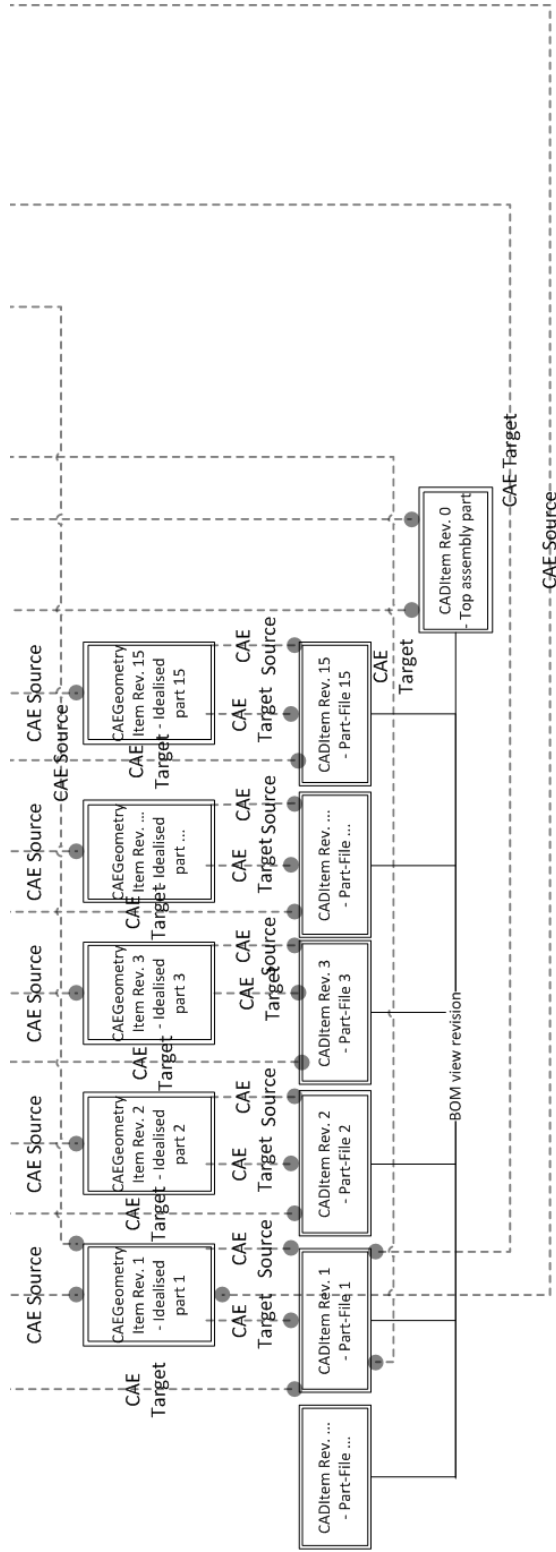 CAE Source
CAE Source
CAE Source
CAE Source
CAE Source
CAE Source
CAE
Target
CAE
Target
CAE
Target
CAE
Target
CAE
Target
CAEGeometry
Item Rev. 1
- Idealised
part 1
CAEGeometry
Item Rev. 2
- Idealised
part 2
CAEGeometry
Item Rev. 3
- Idealised
part 3
CAEGeometry
Item Rev. ...
- Idealised
part ...
CAEGeometry
Item Rev. 15
- Idealised
part 15
CAE
Target
CAE
Source
CAE
Target
CAE
Source
CAE
Target
CAE
Source
CAE
Target
CAE
Source
CAE
Target
CAE
Source
CADItem Rev. ...
- Part-File ...
CADItem Rev. 1
- Part-File 1
CADItem Rev. 2
- Part-File 2
CADItem Rev. 3
- Part-File 3
CADItem Rev. ...
- Part-File ...
CADItem Rev. 15
- Part-File 15
CAE
Target
CADItem Rev. 0
- Top assembly part
BOM view revision
CAE Target
CAE Source